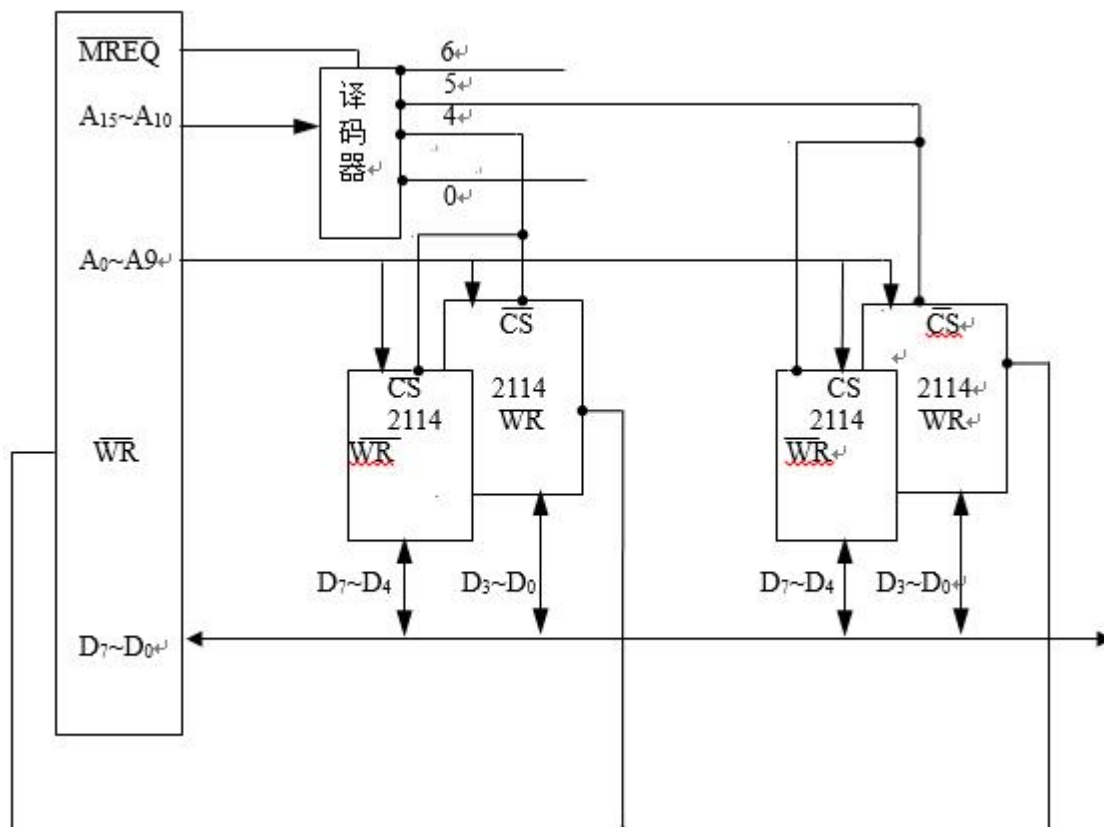 MREQ
A15~A10
A0~A9↵
WR
D7~D0↵
译
码
器↵
6↵
5↵
4↵
0↵
CS
2114
WR
CS
2114
WR
D7~D4
D3~D0
CS↵
↵
2114↵
WR↵
CS
2114
WR↵
D7~D4
D3~D0↵